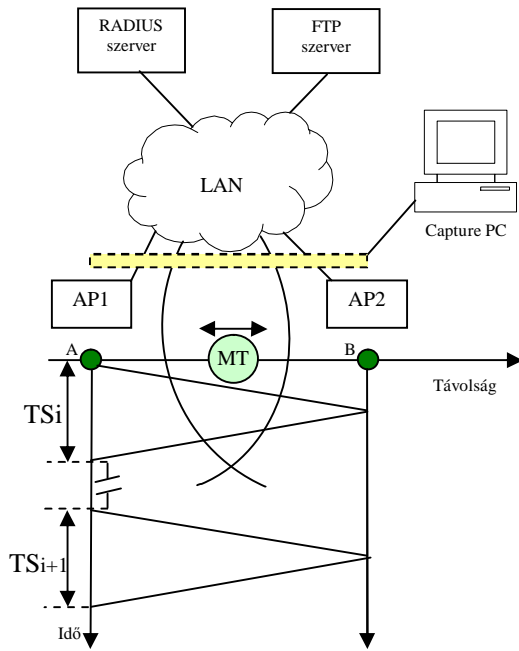 RADIUS
szerver
FTP
szerver
LAN
Capture PC
AP1
AP2
A
MT
B
Távolság
TSi
TSi+1
Idő